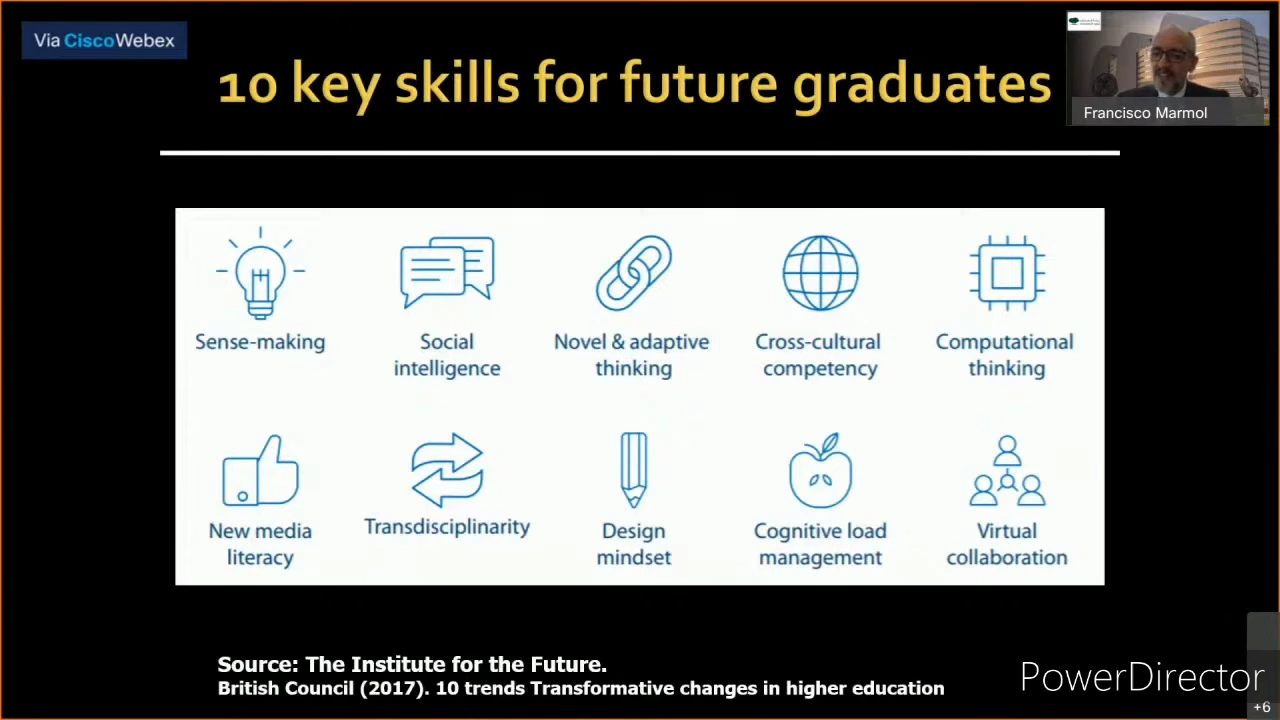 Via CiscoWebex
10 key skills for future graduates
Francisco Marmol
Sense-making
Social
intelligence
Novel & adaptive
thinking
Cross-cultural
competency
Computational
thinking
New media
literacy
Transdisciplinarity
Design
mindset
Cognitive load
management
Virtual
collaboration
Source: The Institute for the Future.
British Council (2017). 10 trends Transformative changes in higher education
PowerDirector
+6